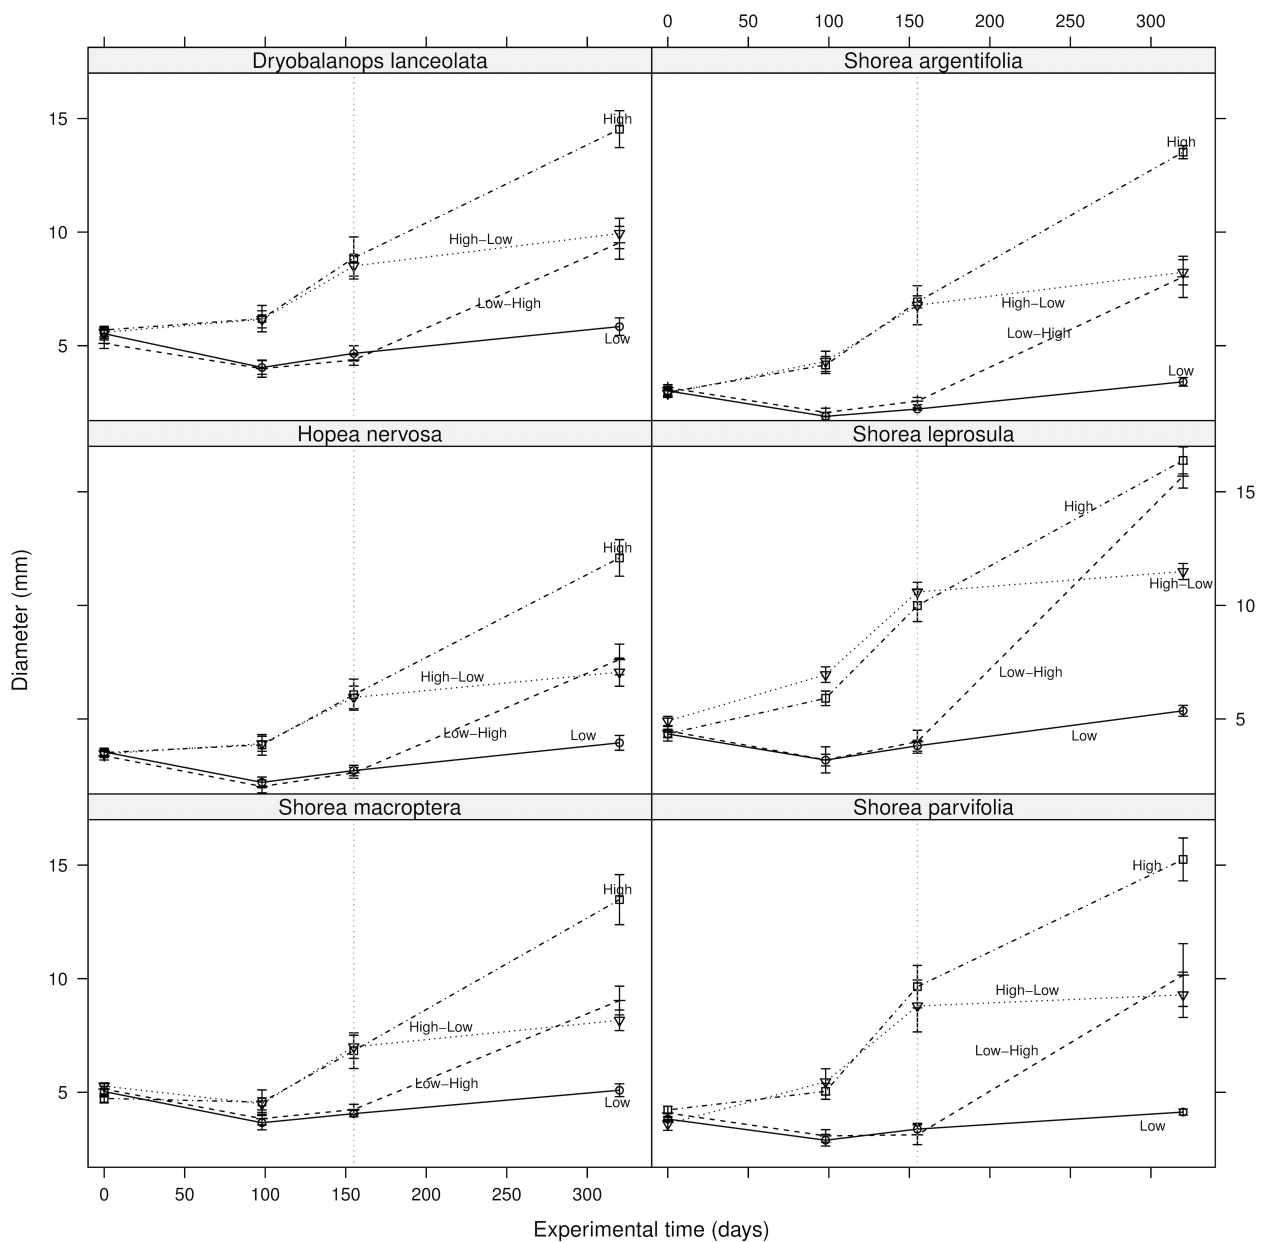 0 50 100 150 200 250 300
Dryobalanops lanceolata
Shorea argentifolia
15
10
5
High
High–Low
Low–High
Low
High
High–Low
Low–High
Low
Hopea nervosa
Shorea leprosula
High
High–Low
Low–High
Low
High
High–Low
Low–High
Low
15
10
5
Diameter (mm)
Shorea macroptera
Shorea parvifolia
15
10
5
High
High–Low
Low–High
Low
High
High–Low
Low–High
Low
0 50 100 150 200 250 300
Experimental time (days)